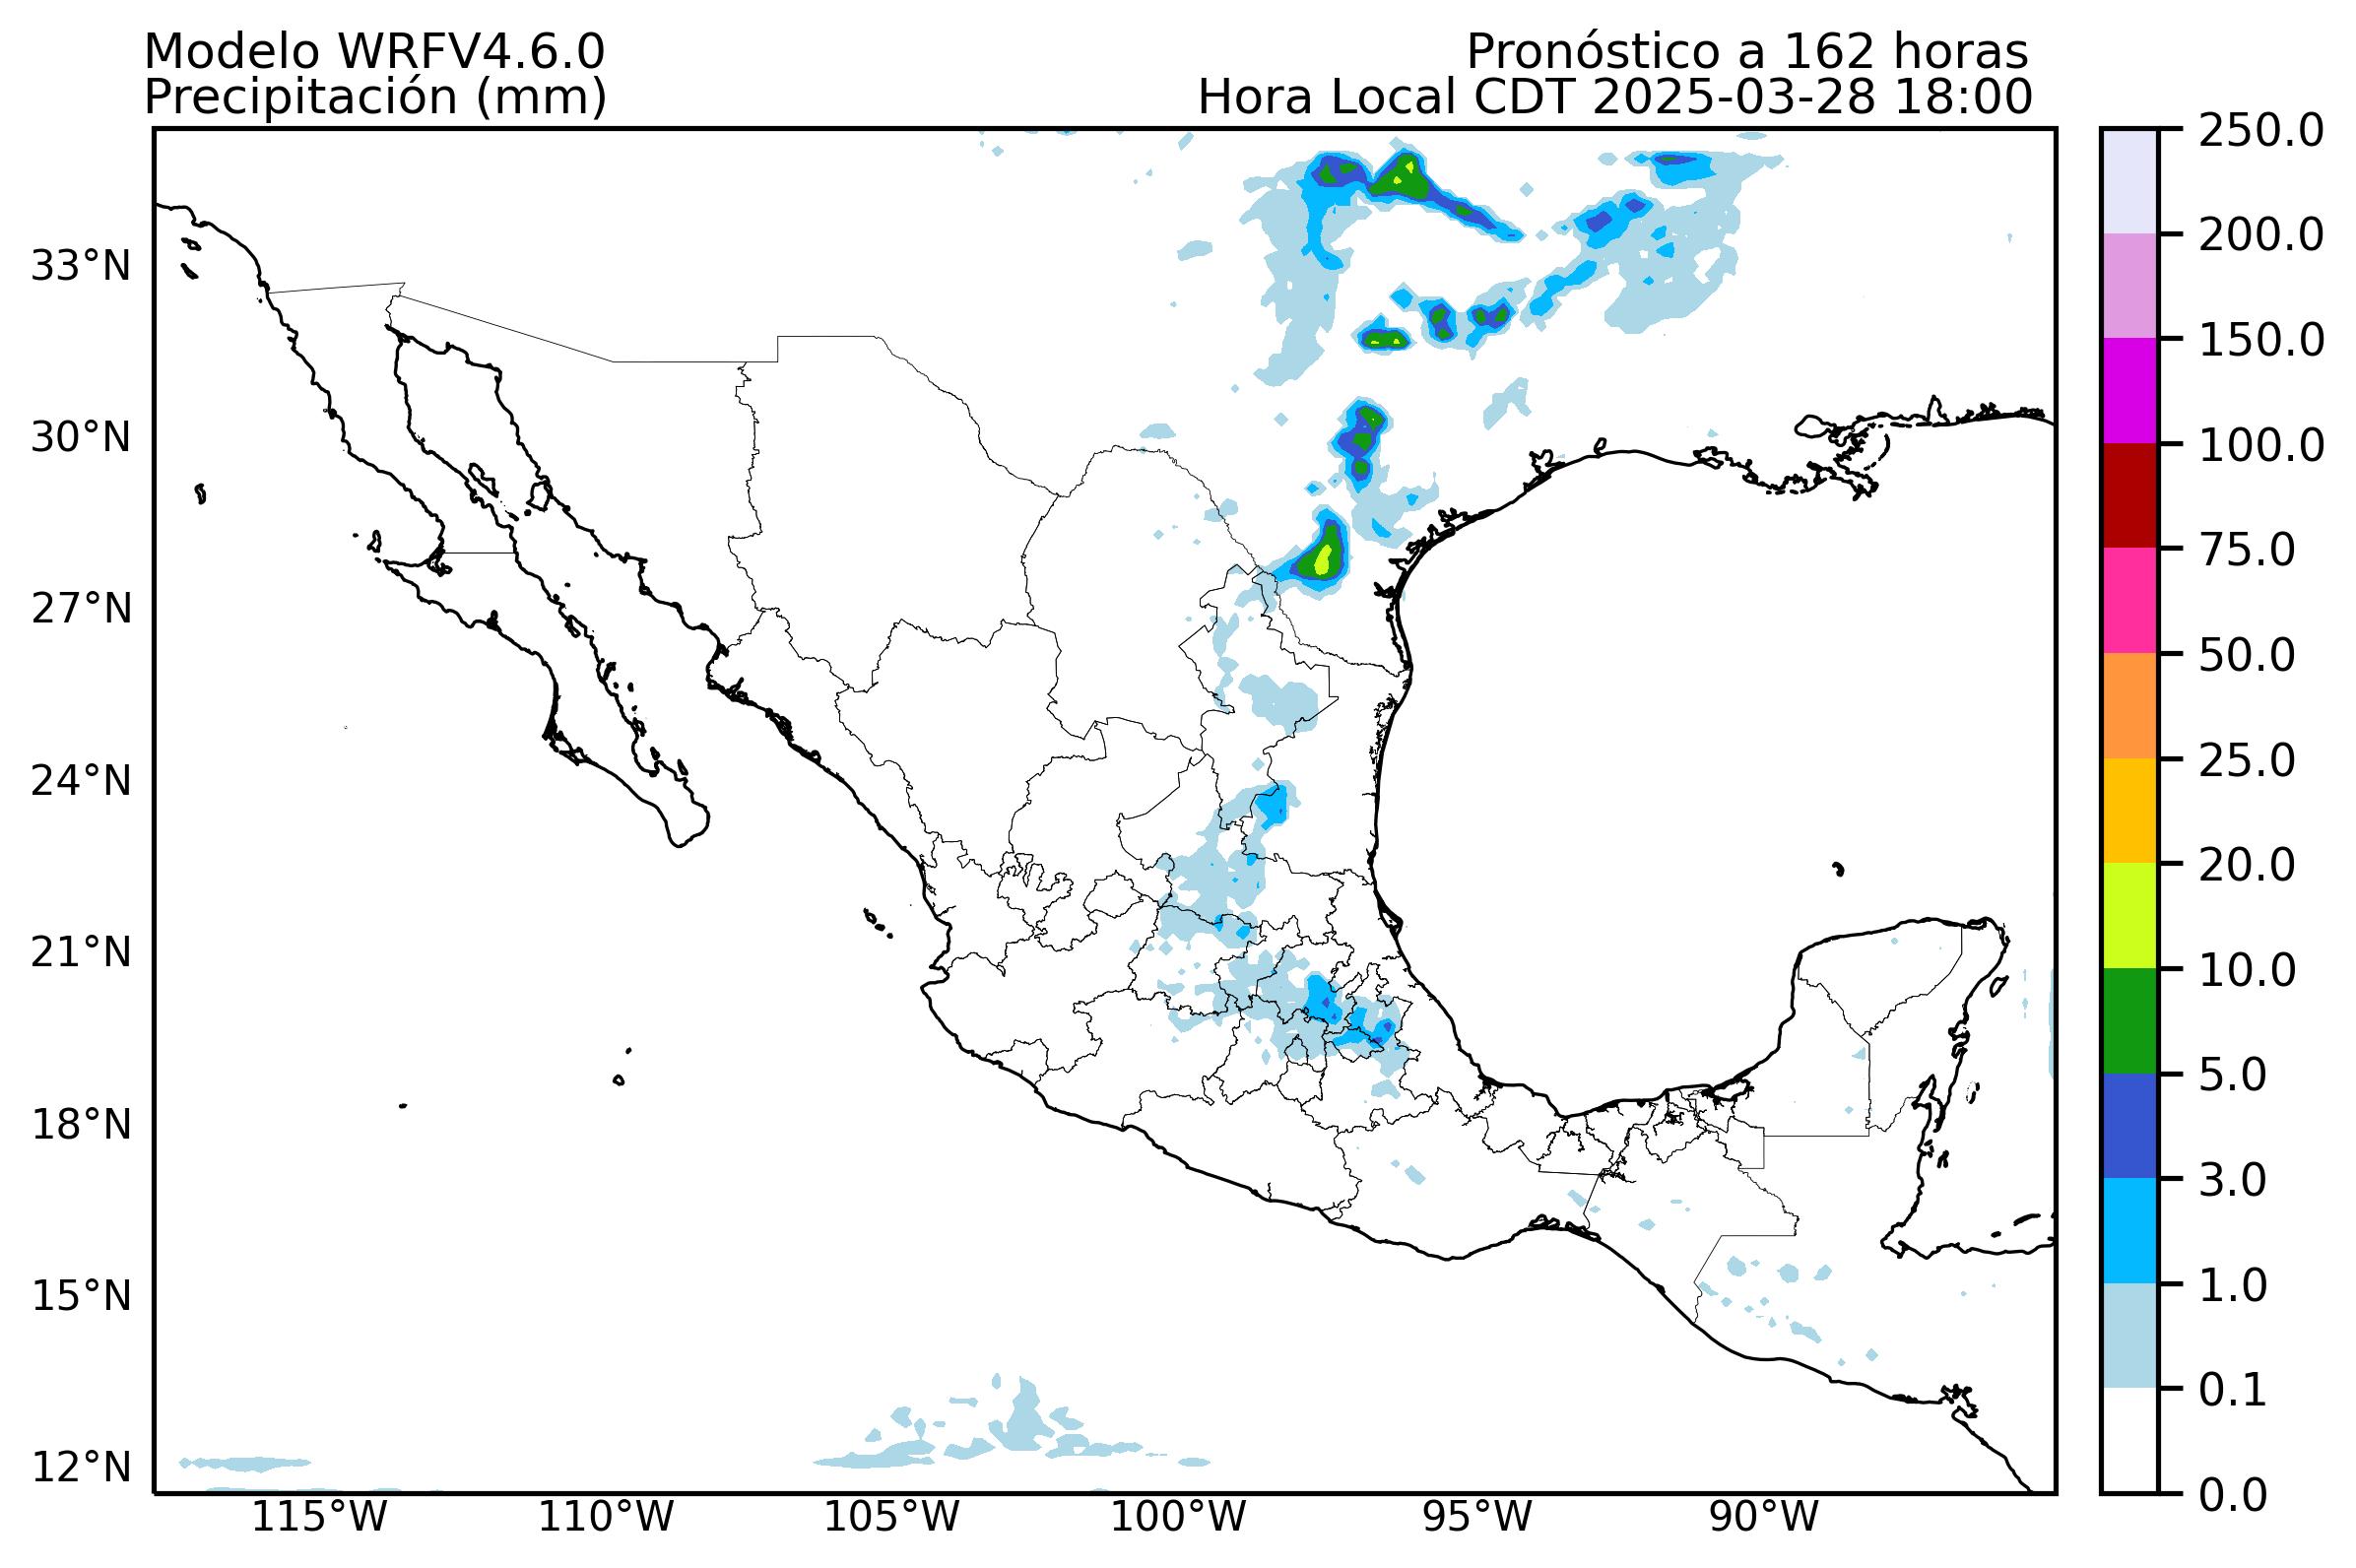 Modelo WRFV4.6.0
Precipitación (mm)
Pronóstico a 162 horas
Hora Local CDT 2025-03-28 18:00
33°N
30°N
27°N
24°N
21°N
18°N
15°N
12°N
115°W
110°W
105°W
100°W
95°W
90°W
250.0
200.0
150.0
100.0
75.0
50.0
25.0
20.0
10.0
5.0
3.0
1.0
0.1
0.0